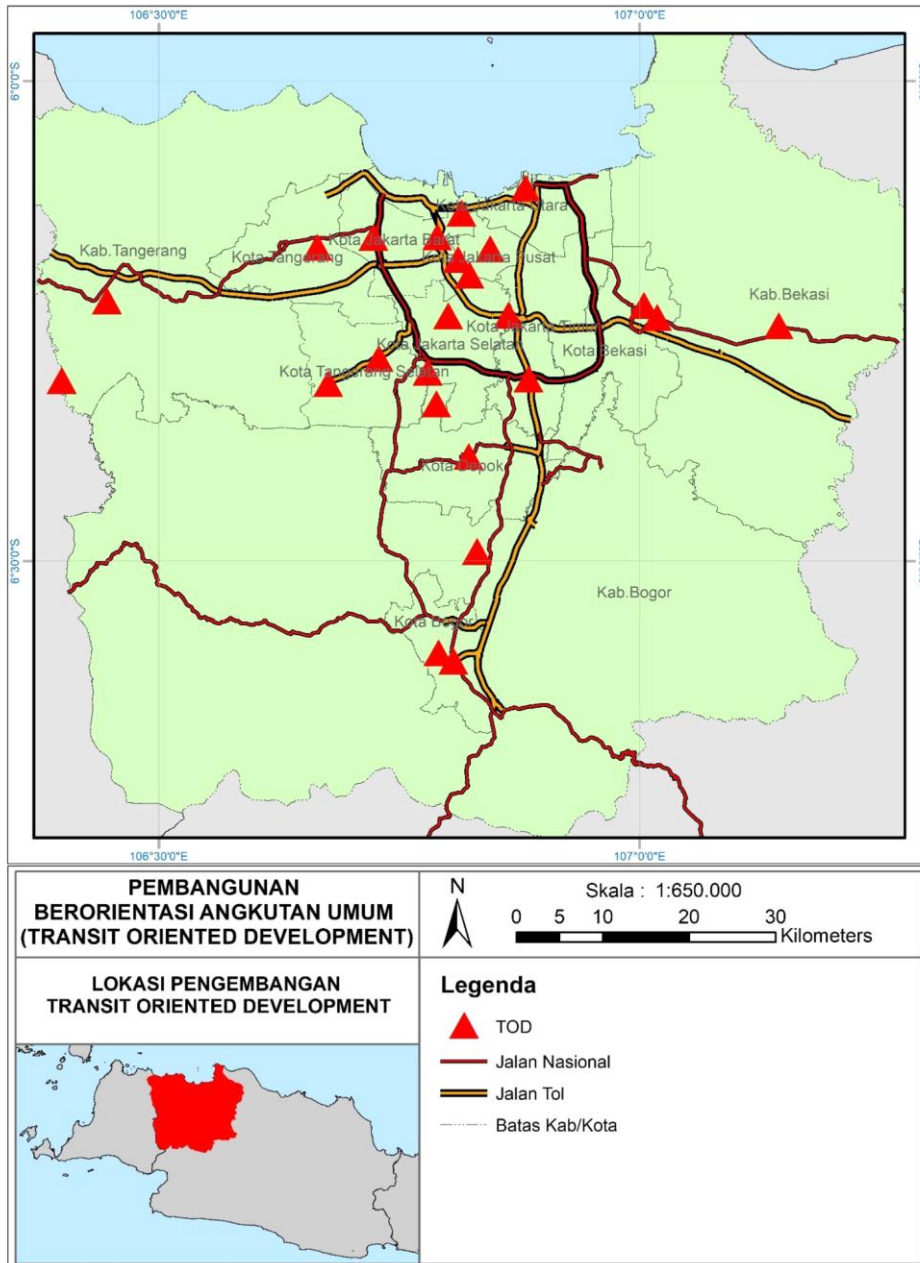 106°30'0"E 107°0'0"E
6°0'0"S
Kota Jakarta Utara
Kab.Tangerang
Kota Tangerang
Kota Jakarta Barat
Kota Jakarta Pusat
Kab.Bekasi
Kota Jakarta Timur
Kota Jakarta Selatan
Kota Bekasi
Kota Tangerang Selatan
Kota Depok
6°30'0"S
Kab.Bogor
Kota Bogor
106°30'0"E 107°0'0"E
PEMBANGUNAN
BERORIENTASI ANGKUTAN UMUM
(TRANSIT ORIENTED DEVELOPMENT)
N
Skala : 1:650.000
0 5 10 20 30
Kilometers
LOKASI PENGEMBANGAN
TRANSIT ORIENTED DEVELOPMENT
Legenda
TOD
Jalan Nasional
Jalan Tol
Batas Kab/Kota